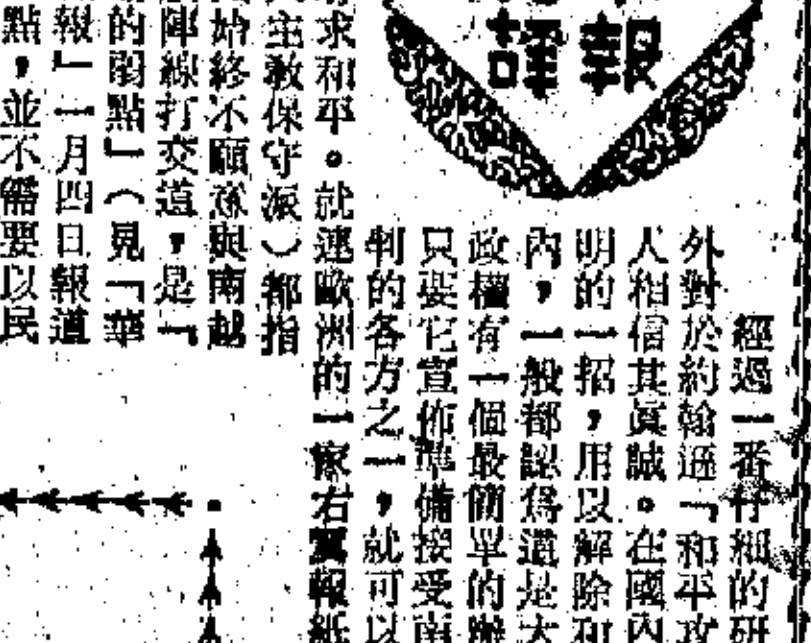 譯報
經過一番仔細的研
外對於約翰遜「和平攻
人相信其眞誠。在國內
明的一招，用以解除和
內，一般都認爲這是大
政權有一個最簡單的辦
只要它宣佈準備接受南
判的各方之一，就可以
求和平。就連歐洲的一家右翼報紙
主敎保守派）都指
始終不願意與南越
陣線打交道，是「
的弱點」（見「華
報」一月四日報道
點，並不需要以民